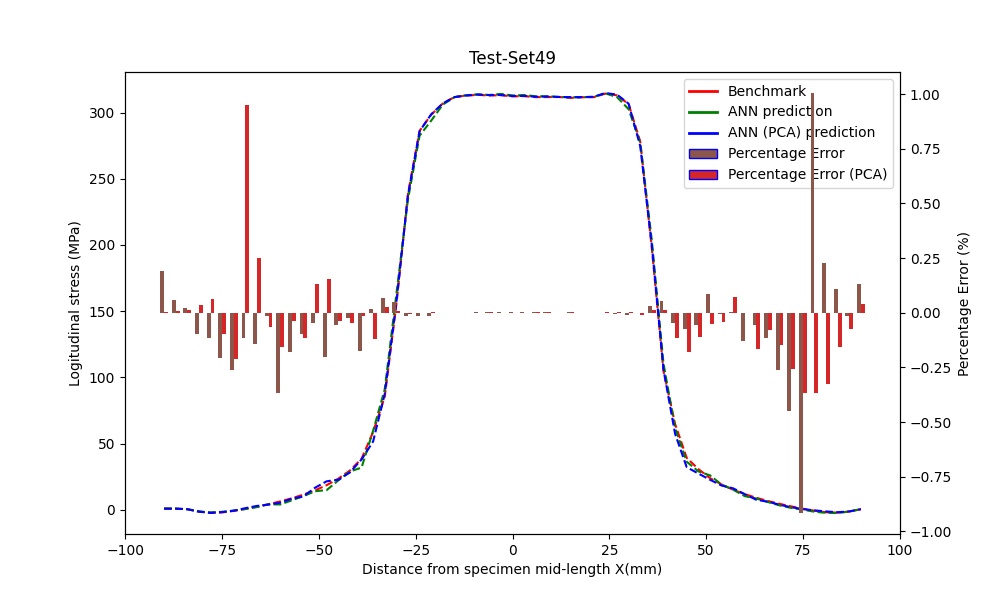 Test-Set49
Benchmark
ANN prediction
ANN (PCA) prediction
Percentage Error
Percentage Error (PCA)
Logitudinal stress (MPa)
300
250
200
150
100
50
0
1.00
0.75
0.50
0.25
0.00
−0.25
−0.50
−0.75
−1.00
Percentage Error (%)
−100 −75 −50 −25 0 25 50 75 100
Distance from specimen mid-length X(mm)